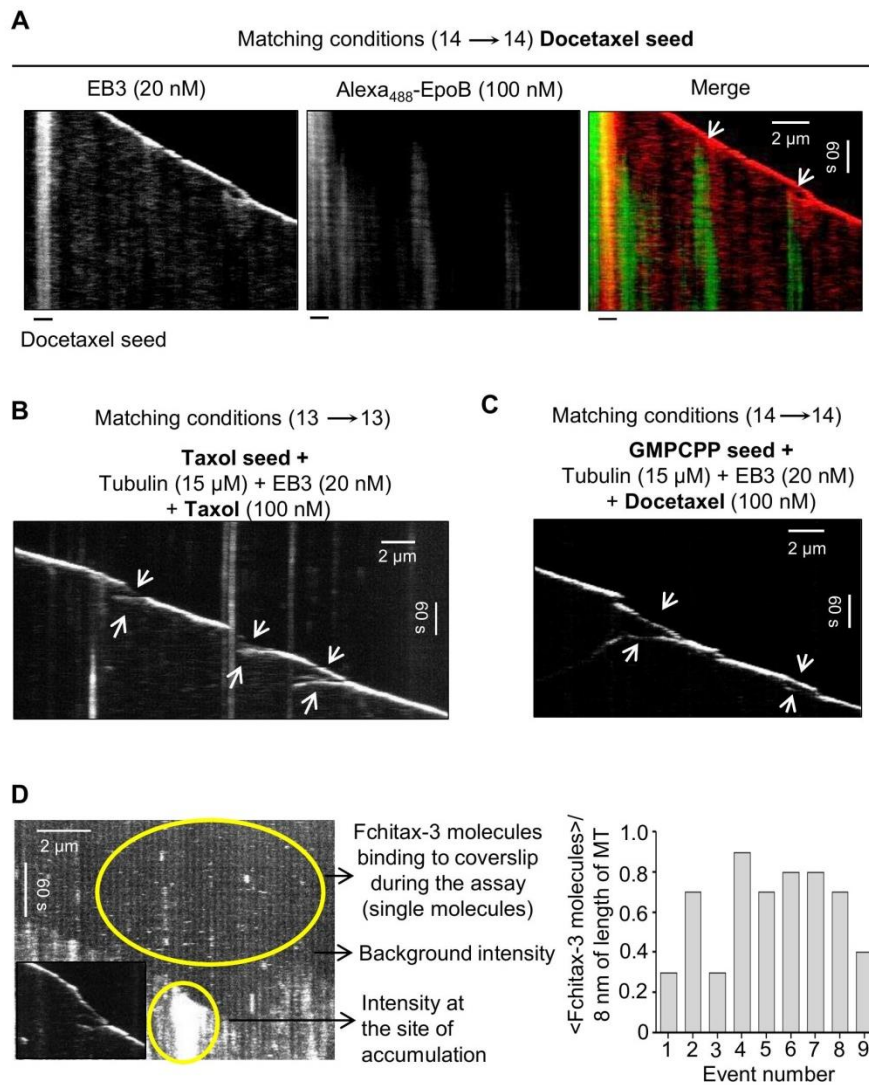 A
Matching conditions (14 → 14) Docetaxel seed
EB3 (20 nM)
Alexa₄₈₈-EpoB (100 nM)
Merge
2 µm
60 s
Docetaxel seed
B
Matching conditions (13 → 13)
Taxol seed +
Tubulin (15 µM) + EB3 (20 nM)
+ Taxol (100 nM)
2 µm
60 s
C
Matching conditions (14 → 14)
GMPCPP seed +
Tubulin (15 µM) + EB3 (20 nM)
+ Docetaxel (100 nM)
2 µm
60 s
D
2 µm
60 s
Fchitax-3 molecules
binding to coverslip
during the assay
(single molecules)
Background intensity
Intensity at
the site of
accumulation
<Fchitax-3 molecules>/
8 nm of length of MT
1.0
0.8
0.6
0.4
0.2
0
1 2 3 4 5 6 7 8 9
Event number